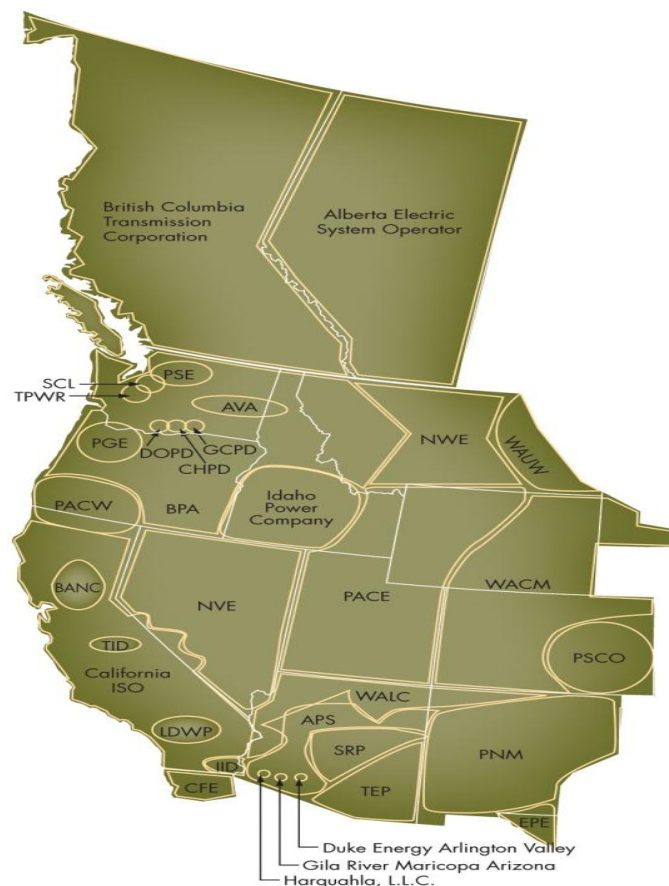 British Columbia
Transmission
Corporation
Alberta Electric
System Operator
SCL
TPWR
PSE
AVA
PGE
DOPD
CHPD
GCPD
NWE
WAUW
PACW
BPA
Idaho
Power
Company
BANC
NVE
PACE
WACM
TID
California
ISO
PSCO
LDWP
WALC
APS
SRP
PNM
IID
TEP
CFE
EPE
Duke Energy Arlington Valley
Gila River Maricopa Arizona
Harquahla, L.L.C.